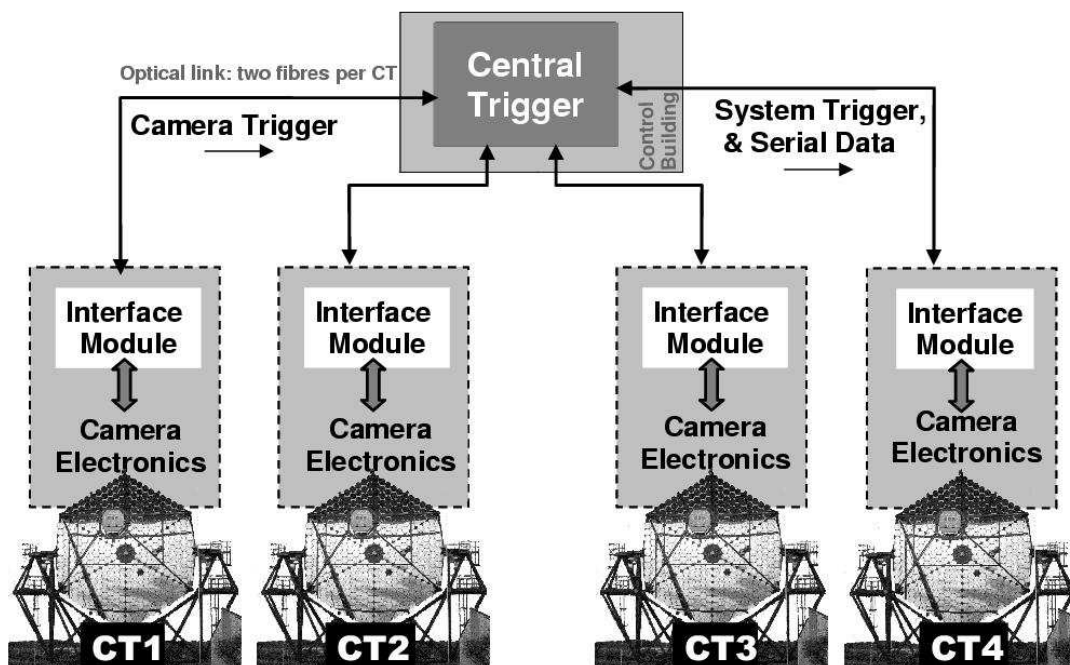 Optical link: two fibres per CT
Central
Trigger
Control
Building
Camera Trigger
System Trigger,
& Serial Data
Interface
Module
Camera
Electronics
CT1
Interface
Module
Camera
Electronics
CT2
Interface
Module
Camera
Electronics
CT3
Interface
Module
Camera
Electronics
CT4